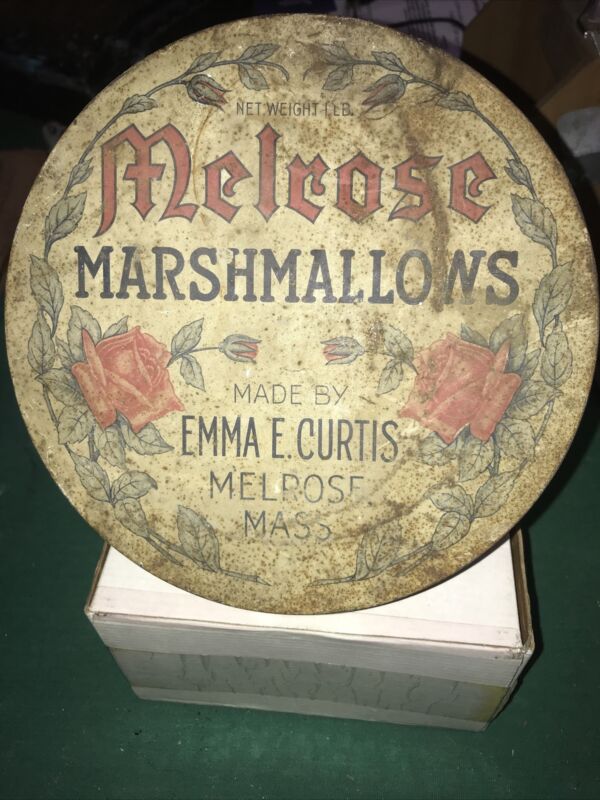 NET WEIGHT 1 LB.
Melrose
MARSHMALLOWS
MADE BY
EMMA E. CURTIS
MELROSE
MASS